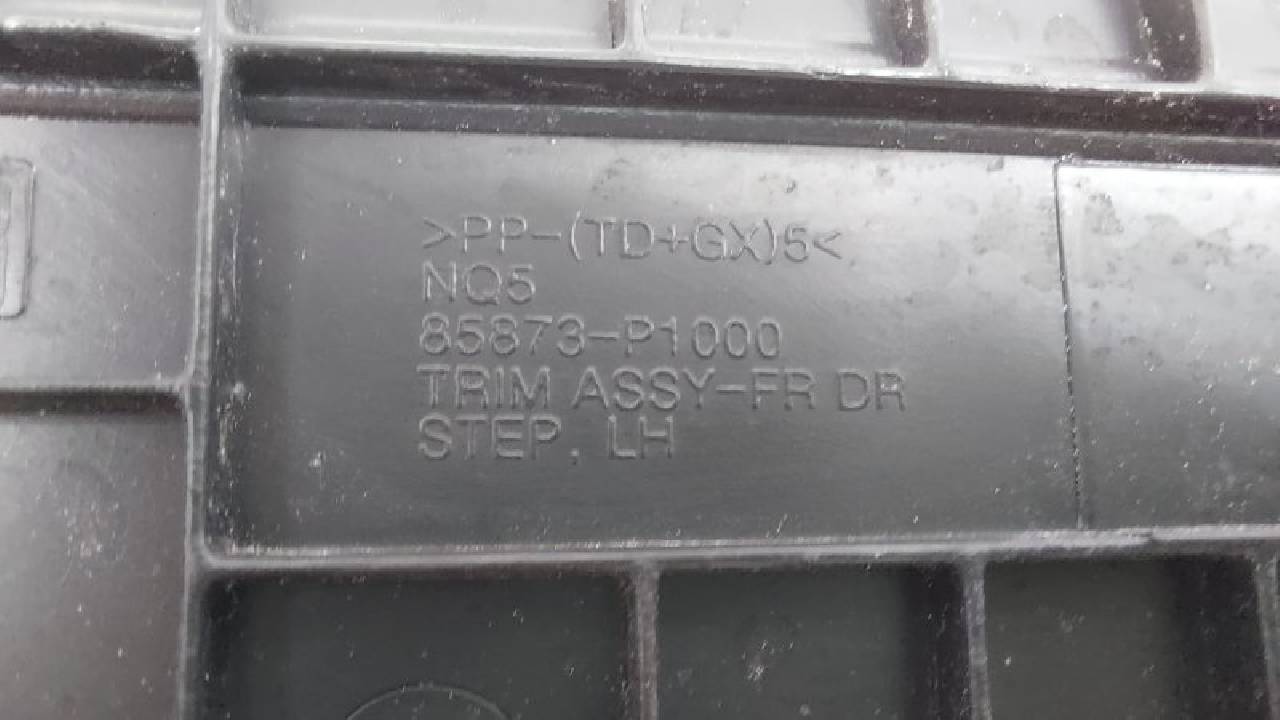 >PP-(TD+GX)5<
NQ5
85873-P1000
TRIM ASSY-FR DR
STEP. LH